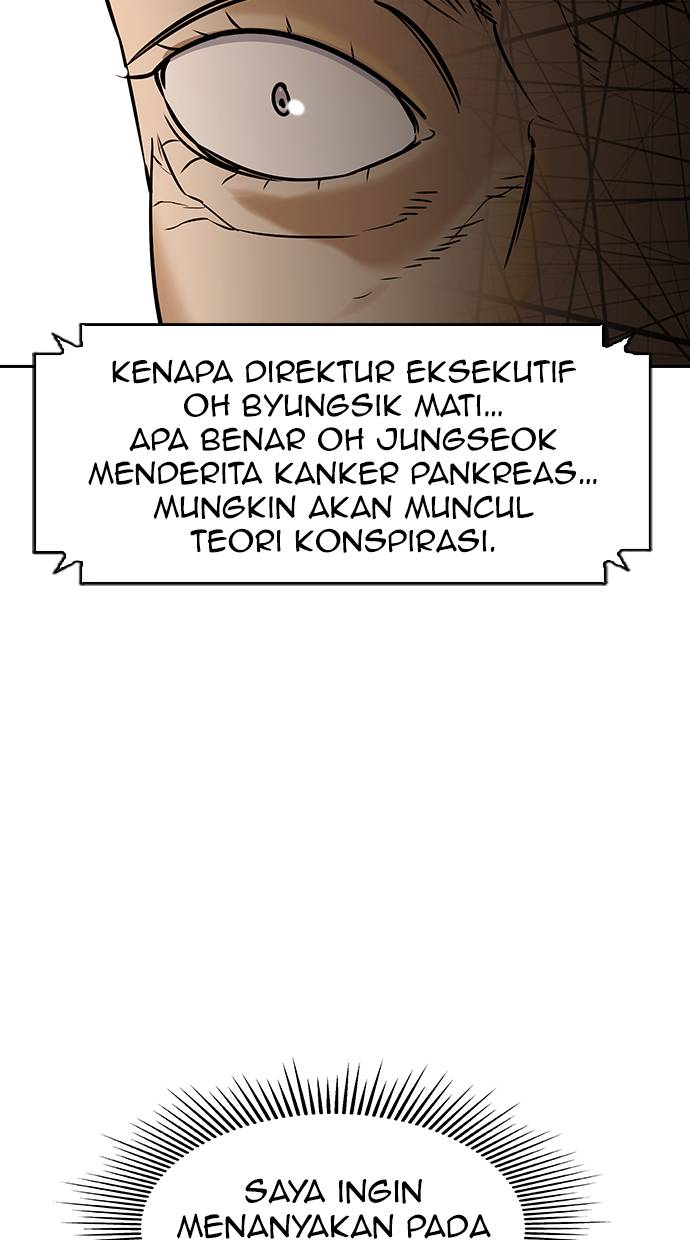 KENAPA DIREKTUR EKSEKUTIF
OH BYUNGSIK MATI...
APA BENAR OH JUNGSEOK
MENDERITA KANKER PANKREAS...
MUNGKIN AKAN MUNCUL
TEORI KONSPIRASI.
SAYA INGIN
MENANYAKAN PADA